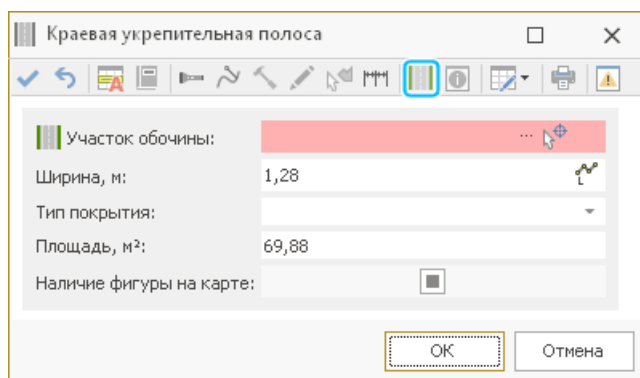 Краевая укрепительная полоса
Участок обочины: ...
Ширина, м: 1,28
Тип покрытия:
Площадь, м²: 69,88
Наличие фигуры на карте:
ОК Отмена